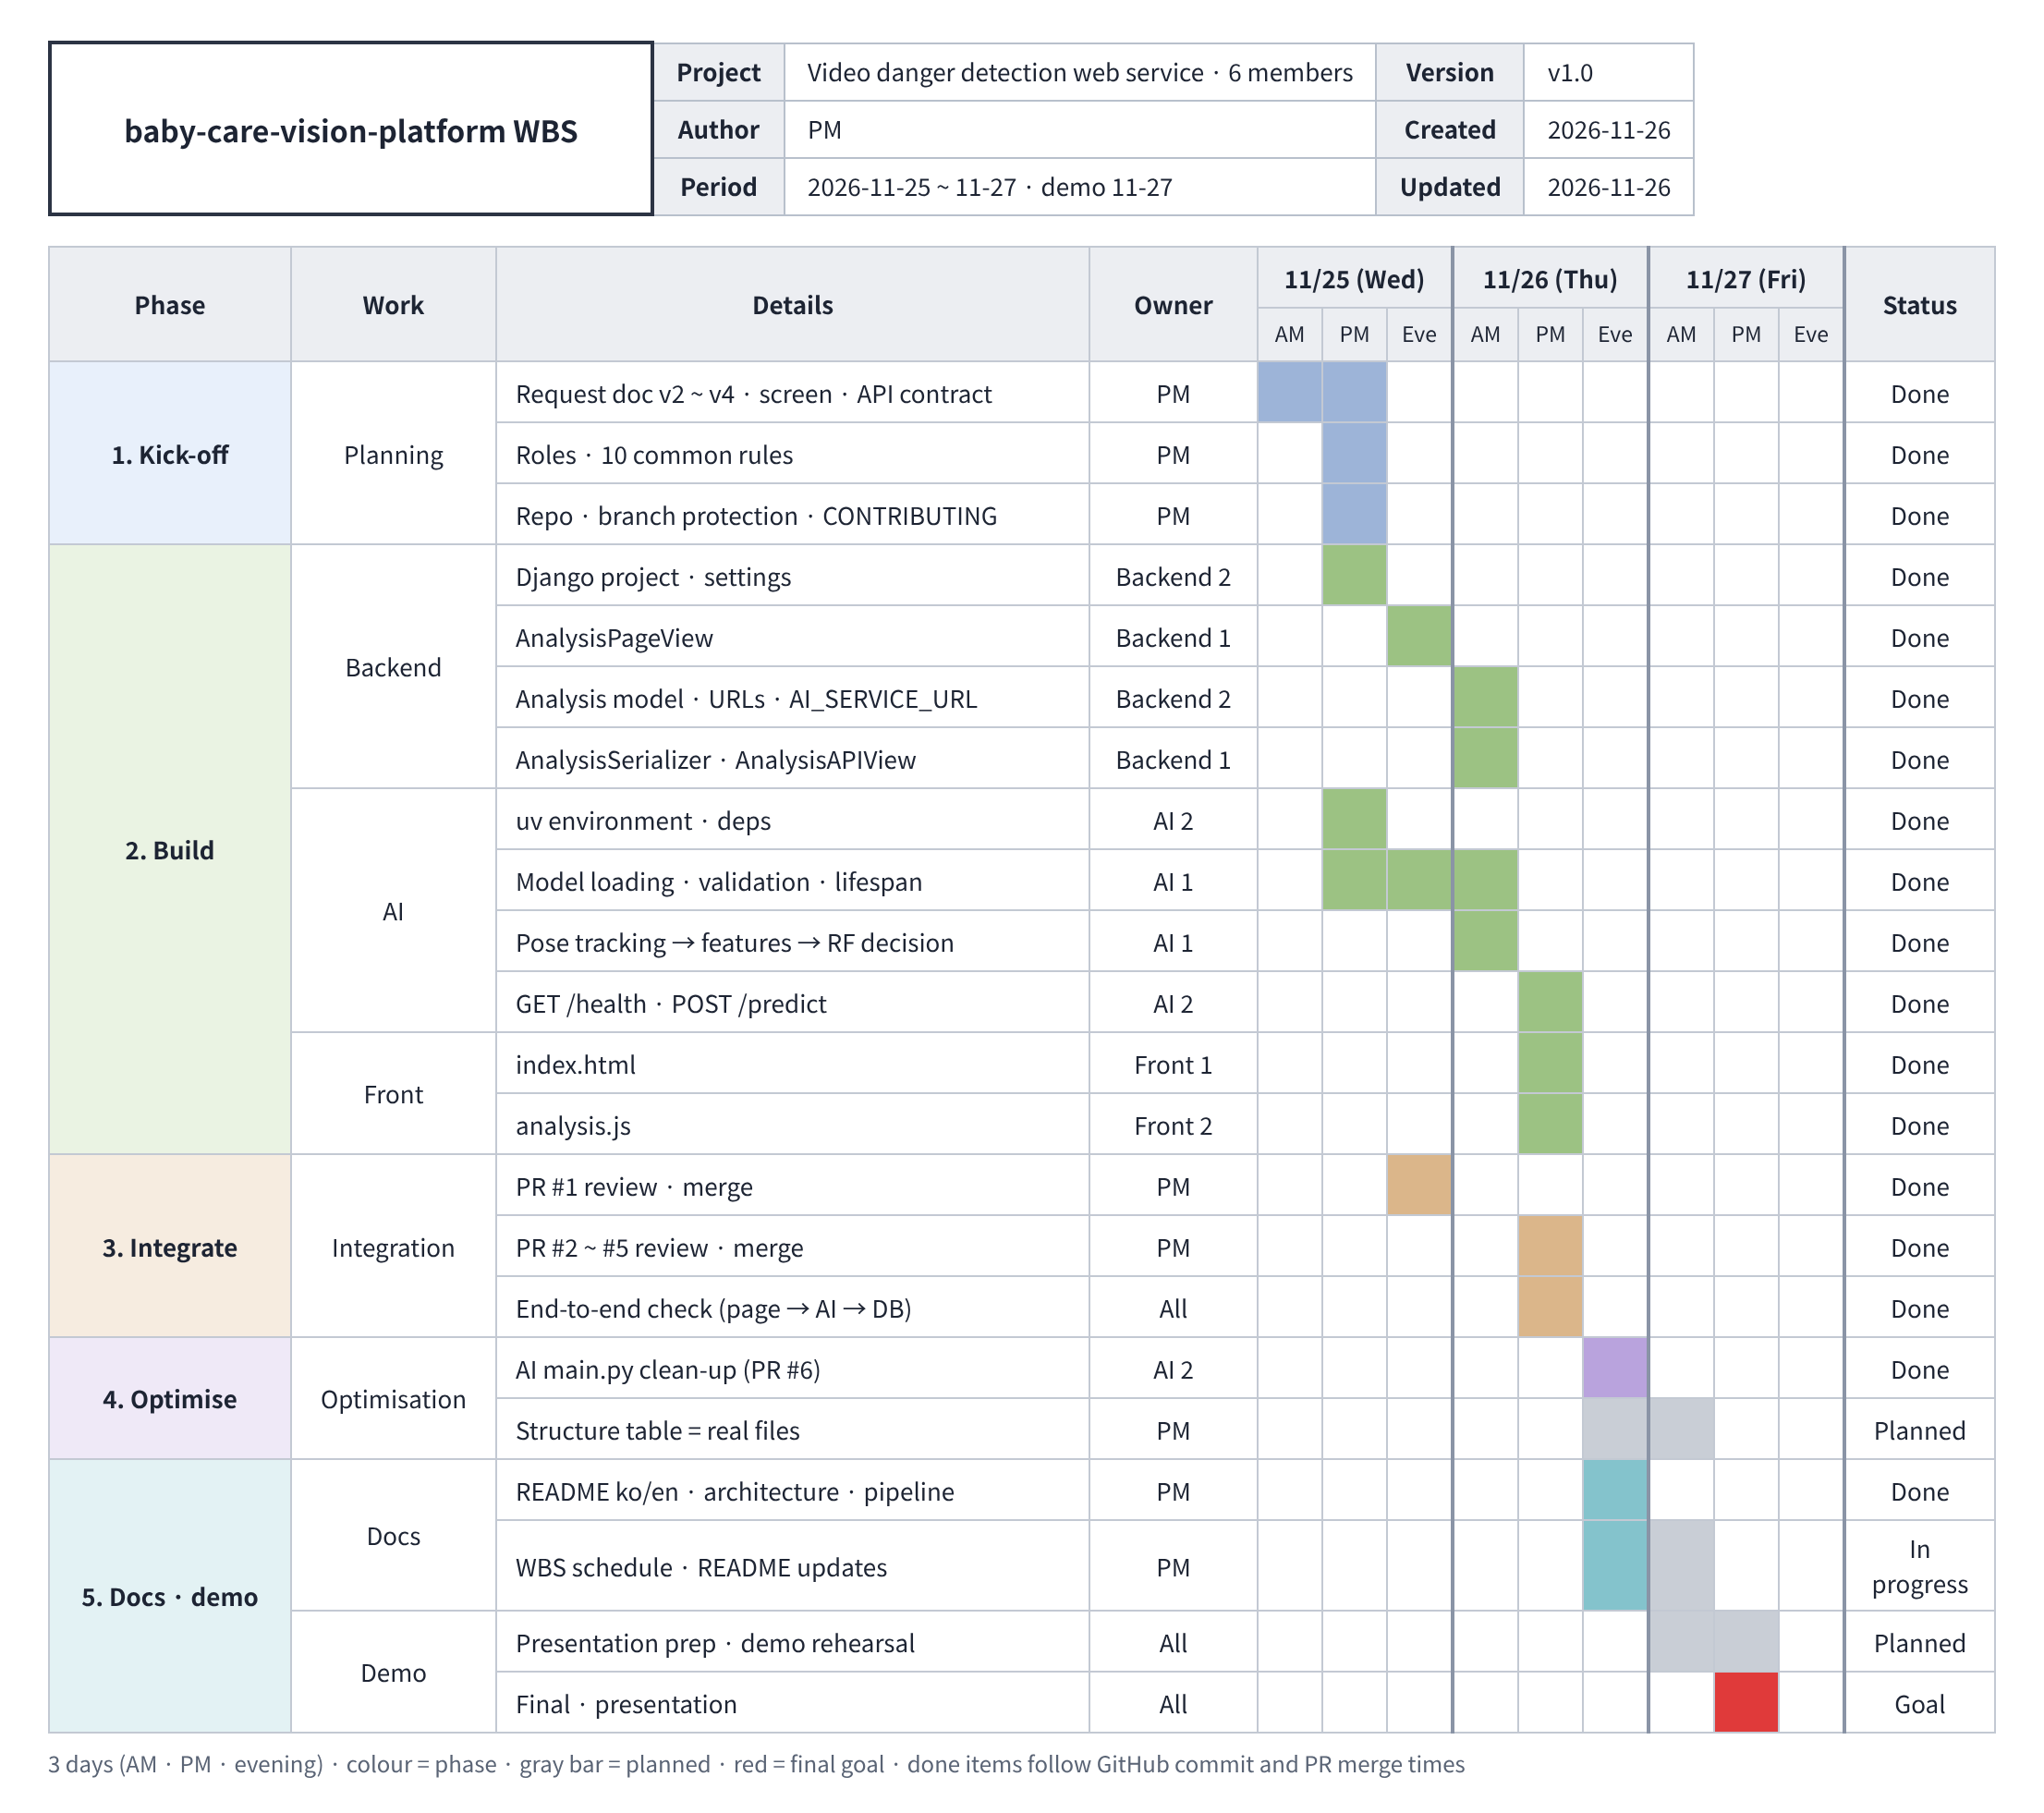 baby-care-vision-platform WBS
Project Video danger detection web service · 6 members Version v1.0
Author PM Created 2026-11-26
Period 2026-11-25 ~ 11-27 · demo 11-27 Updated 2026-11-26
Phase Work Details Owner 11/25 (Wed) 11/26 (Thu) 11/27 (Fri) Status
AM PM Eve AM PM Eve AM PM Eve
1. Kick-off Planning Request doc v2 ~ v4 · screen · API contract PM Done
Roles · 10 common rules PM Done
Repo · branch protection · CONTRIBUTING PM Done
2. Build Backend Django project · settings Backend 2 Done
AnalysisPageView Backend 1 Done
Analysis model · URLs · AI_SERVICE_URL Backend 2 Done
AnalysisSerializer · AnalysisAPIView Backend 1 Done
AI uv environment · deps AI 2 Done
Model loading · validation · lifespan AI 1 Done
Pose tracking → features → RF decision AI 1 Done
GET /health · POST /predict AI 2 Done
Front index.html Front 1 Done
analysis.js Front 2 Done
3. Integrate Integration PR #1 review · merge PM Done
PR #2 ~ #5 review · merge PM Done
End-to-end check (page → AI → DB) All Done
4. Optimise Optimisation AI main.py clean-up (PR #6) AI 2 Done
Structure table = real files PM Planned
5. Docs · demo Docs README ko/en · architecture · pipeline PM Done
WBS schedule · README updates PM In progress
Demo Presentation prep · demo rehearsal All Planned
Final · presentation All Goal
3 days (AM · PM · evening) · colour = phase · gray bar = planned · red = final goal · done items follow GitHub commit and PR merge times